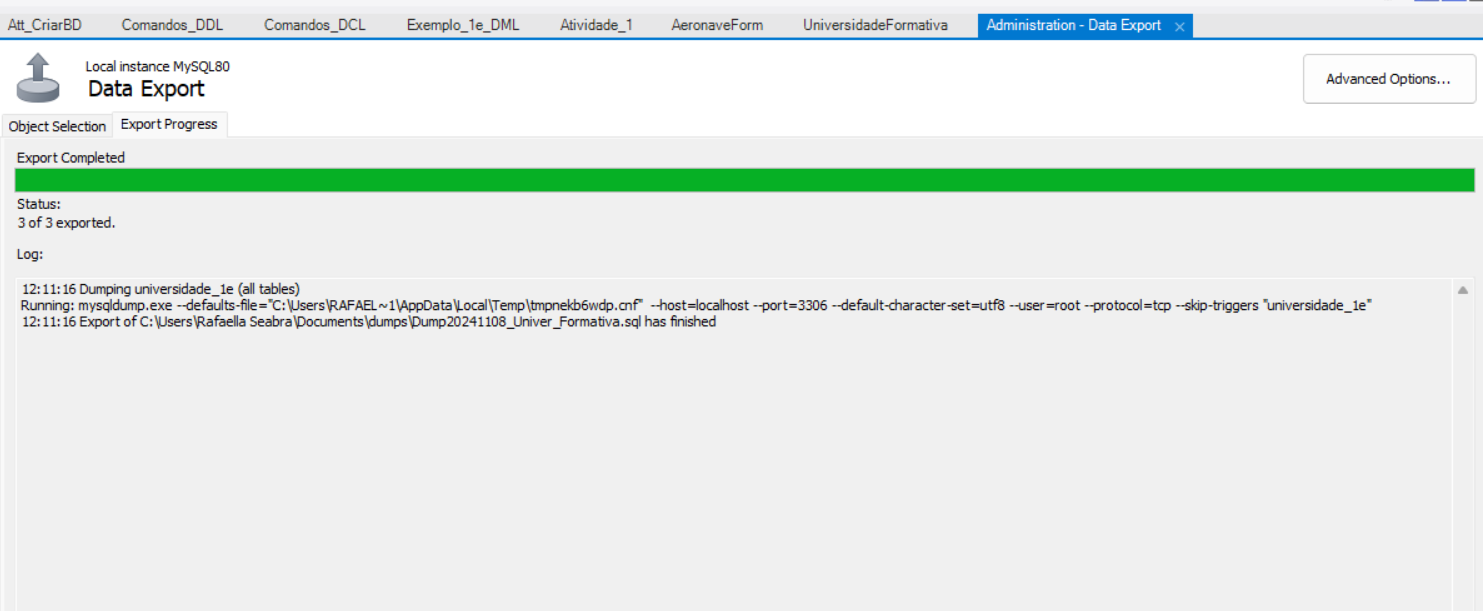 Att_CriarBD Comandos_DDL Comandos_DCL Exemplo_1e_DML Atividade_1 AeronaveForm UniversidadeFormativa Administration - Data Export
Local instance MySQL80
Data Export
Advanced Options...
Object Selection Export Progress
Export Completed
Status:
3 of 3 exported.
Log:
12:11:16 Dumping universidade_1e (all tables)
Running: mysqldump.exe --defaults-file="C:\Users\RAFAEL~1\AppData\Local\Temp\tmpnekb6wdp.cnf" --host=localhost --port=3306 --default-character-set=utf8 --user=root --protocol=tcp --skip-triggers "universidade_1e"
12:11:16 Export of C:\Users\Rafaella Seabra\Documents\dumps\Dump20241108_Univer_Formativa.sql has finished